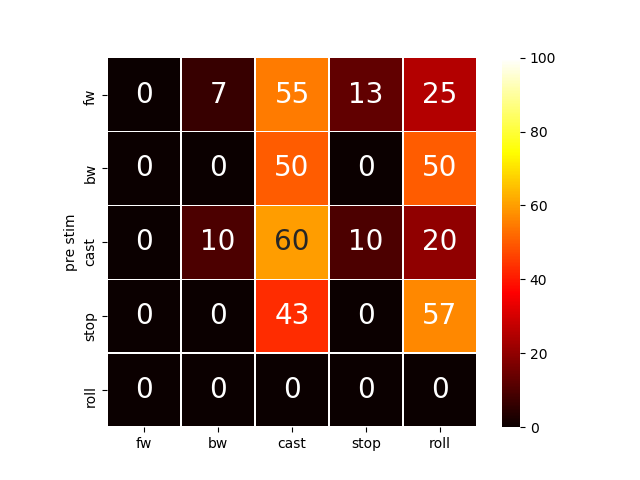 fw 0 7 55 13 25
bw 0 0 50 0 50
cast 0 10 60 10 20
stop 0 0 43 0 57
roll 0 0 0 0 0
fw bw cast stop roll
pre stim
100
80
60
40
20
0